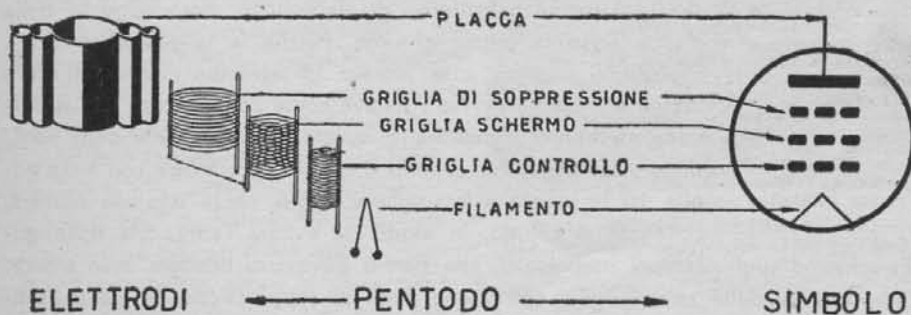 PLACCA
GRIGLIA DI SOPPRESSIONE
GRIGLIA SCHERMO
GRIGLIA CONTROLLO
FILAMENTO
ELETTRODI PENTODO SIMBOLO